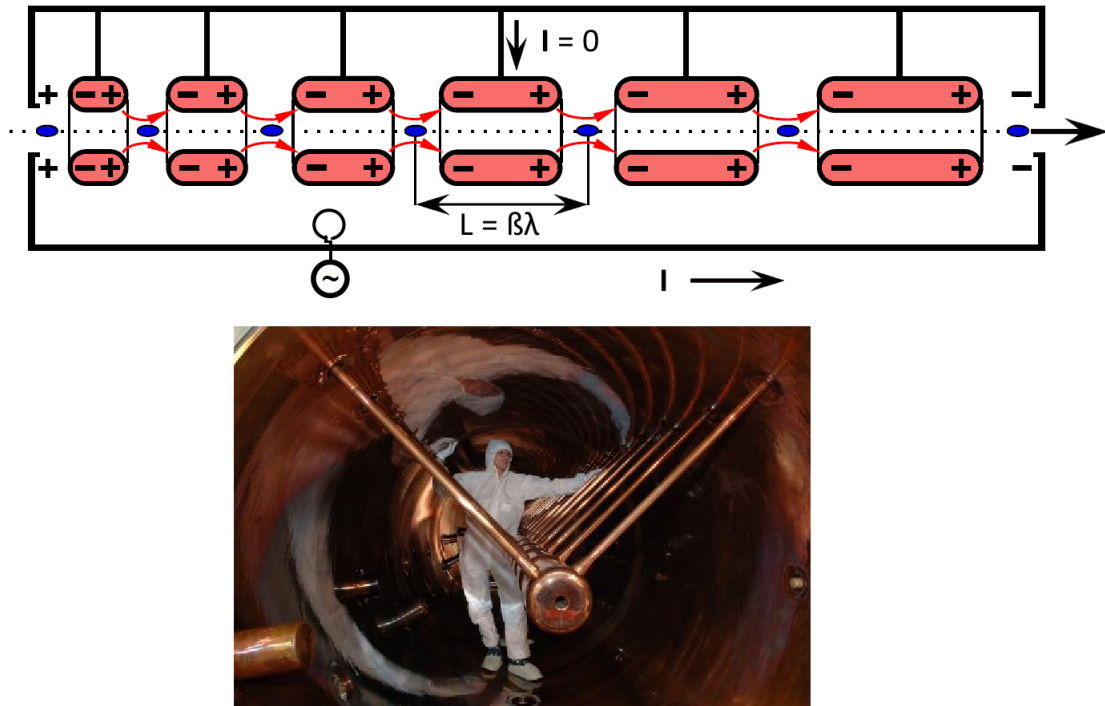 I = 0
+ − + − + − + − + − + − + −
+ − + − + − + − + − + − + −
L = ßλ
~ I